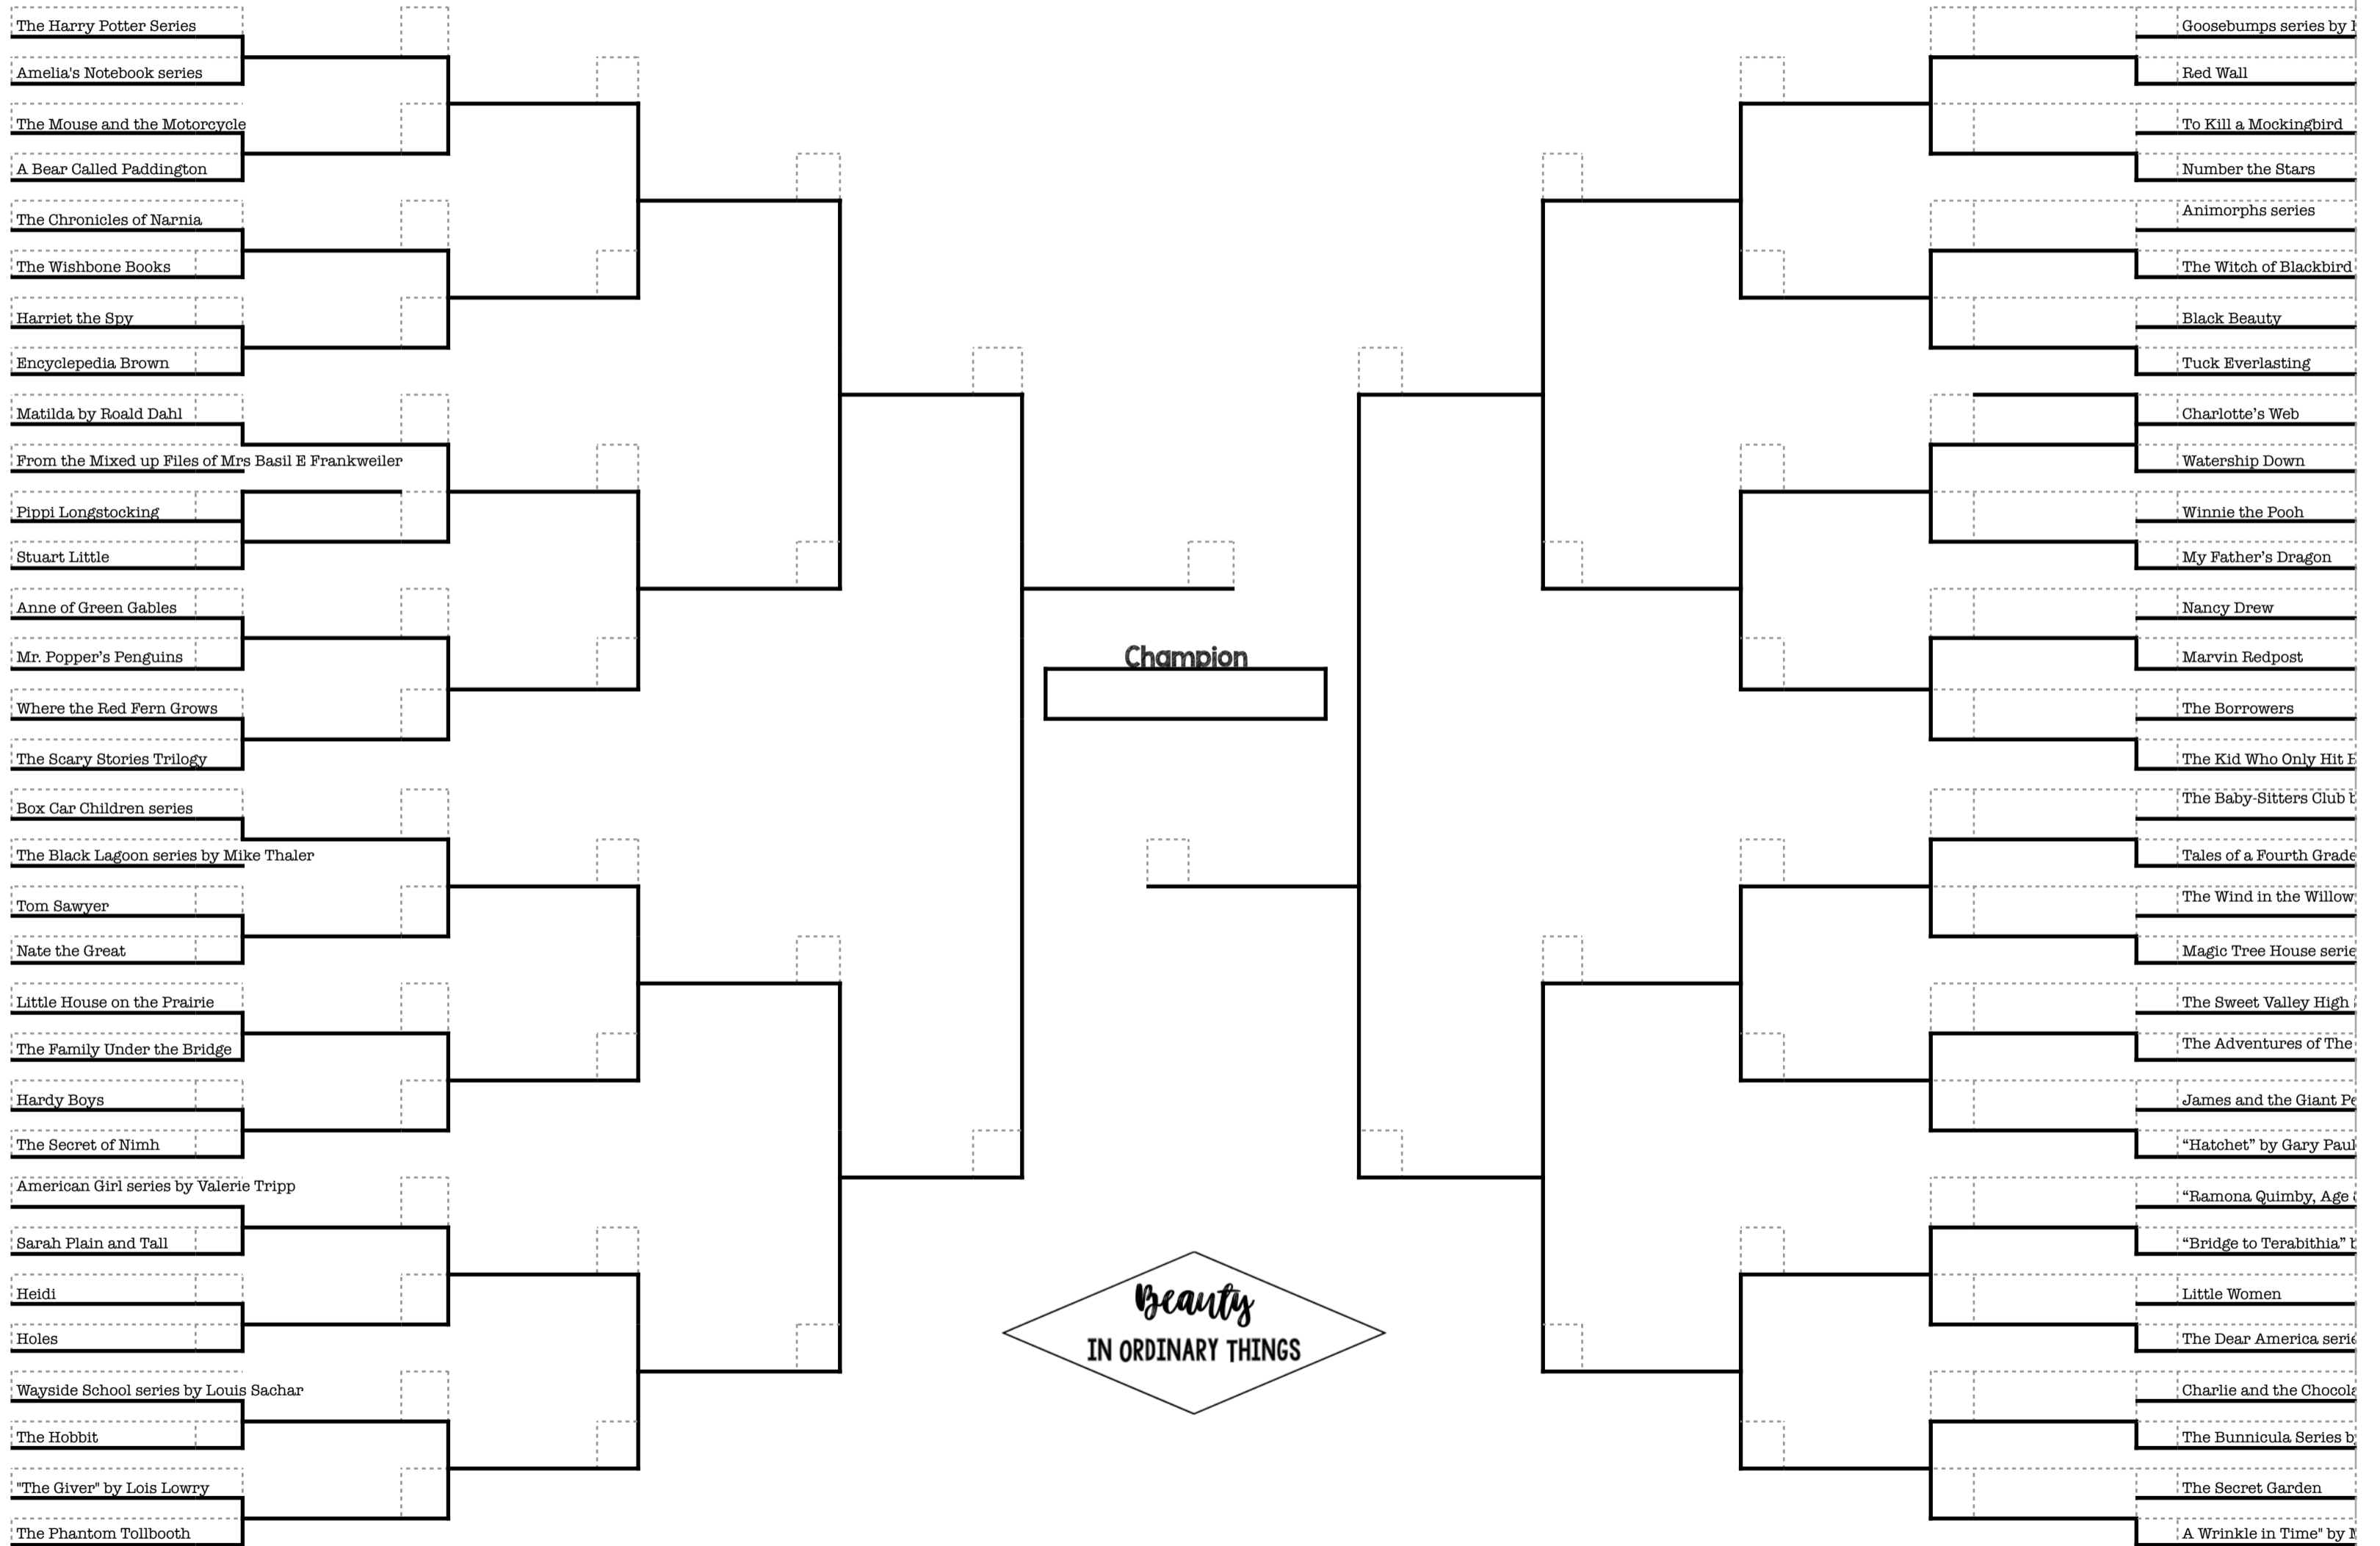 The Harry Potter Series
Amelia's Notebook series
The Mouse and the Motorcycle
A Bear Called Paddington
The Chronicles of Narnia
The Wishbone Books
Harriet the Spy
Encyclepedia Brown
Matilda by Roald Dahl
From the Mixed up Files of Mrs Basil E Frankweiler
Pippi Longstocking
Stuart Little
Anne of Green Gables
Mr. Popper’s Penguins
Where the Red Fern Grows
The Scary Stories Trilogy
Box Car Children series
The Black Lagoon series by Mike Thaler
Tom Sawyer
Nate the Great
Little House on the Prairie
The Family Under the Bridge
Hardy Boys
The Secret of Nimh
American Girl series by Valerie Tripp
Sarah Plain and Tall
Heidi
Holes
Wayside School series by Louis Sachar
The Hobbit
"The Giver" by Lois Lowry
The Phantom Tollbooth
Champion
Beauty
IN ORDINARY THINGS
Goosebumps series by
Red Wall
To Kill a Mockingbird
Number the Stars
Animorphs series
The Witch of Blackbird
Black Beauty
Tuck Everlasting
Charlotte’s Web
Watership Down
Winnie the Pooh
My Father’s Dragon
Nancy Drew
Marvin Redpost
The Borrowers
The Kid Who Only Hit
The Baby-Sitters Club
Tales of a Fourth Grade
The Wind in the Willow
Magic Tree House serie
The Sweet Valley High
The Adventures of The
James and the Giant Pe
“Hatchet” by Gary Paul
“Ramona Quimby, Age
“Bridge to Terabithia”
Little Women
The Dear America serie
Charlie and the Chocola
The Bunnicula Series b
The Secret Garden
A Wrinkle in Time" by